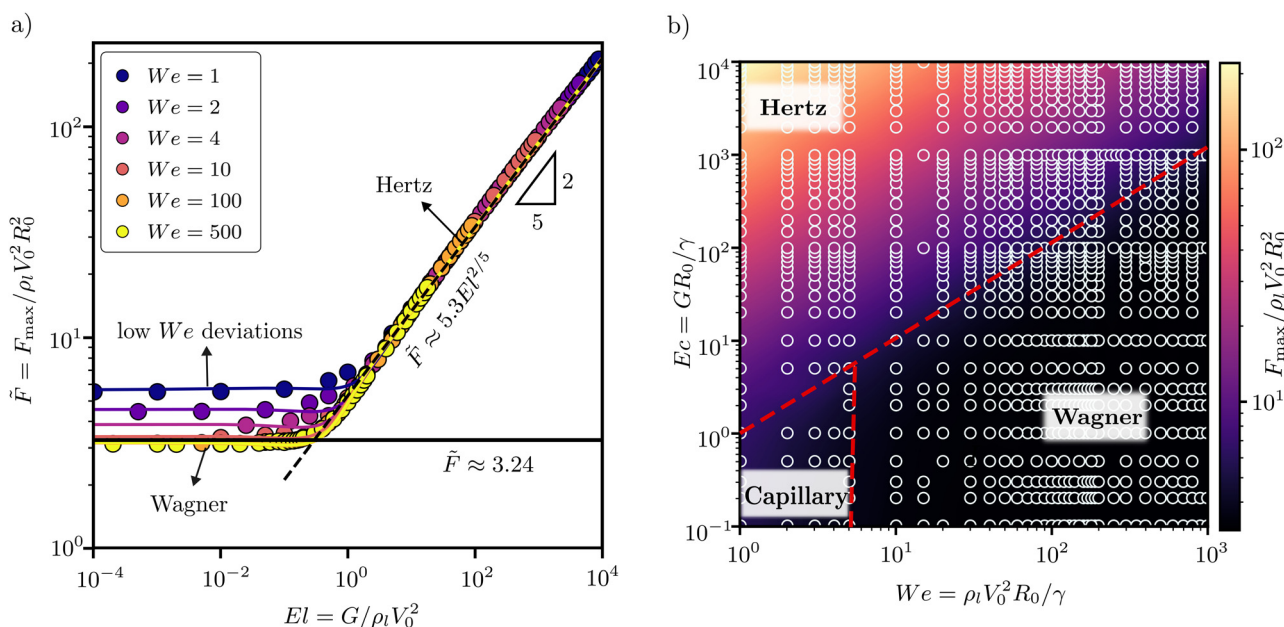 a)
We = 1
We = 2
We = 4
We = 10
We = 100
We = 500
Hertz
2
5
F̃ ≈ 5.3El^{2/5}
low We deviations
F̃ ≈ 3.24
Wagner
F̃ = F_max/ρ_l V_0^2 R_0^2
10^2
10^1
10^0
10^{-4} 10^{-2} 10^0 10^2 10^4
El = G/ρ_l V_0^2
b)
Hertz
Wagner
Capillary
Ec = GR_0/γ
10^4
10^3
10^2
10^1
10^0
10^{-1}
10^0 10^1 10^2 10^3
We = ρ_l V_0^2 R_0/γ
10^2
10^1
F_max/ρ_l V_0^2 R_0^2